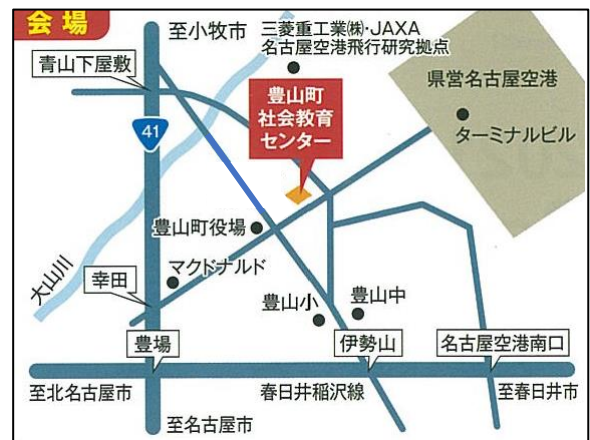 会場
至小牧市
三菱重工業㈱・JAXA
名古屋空港飛行研究拠点
青山下屋敷
豊山町
社会教育
センター
県営名古屋空港
ターミナルビル
41
豊山町役場
大山川
幸田
マクドナルド
豊山小
豊山中
豊場
伊勢山
名古屋空港南口
至北名古屋市
春日井稲沢線
至春日井市
至名古屋市